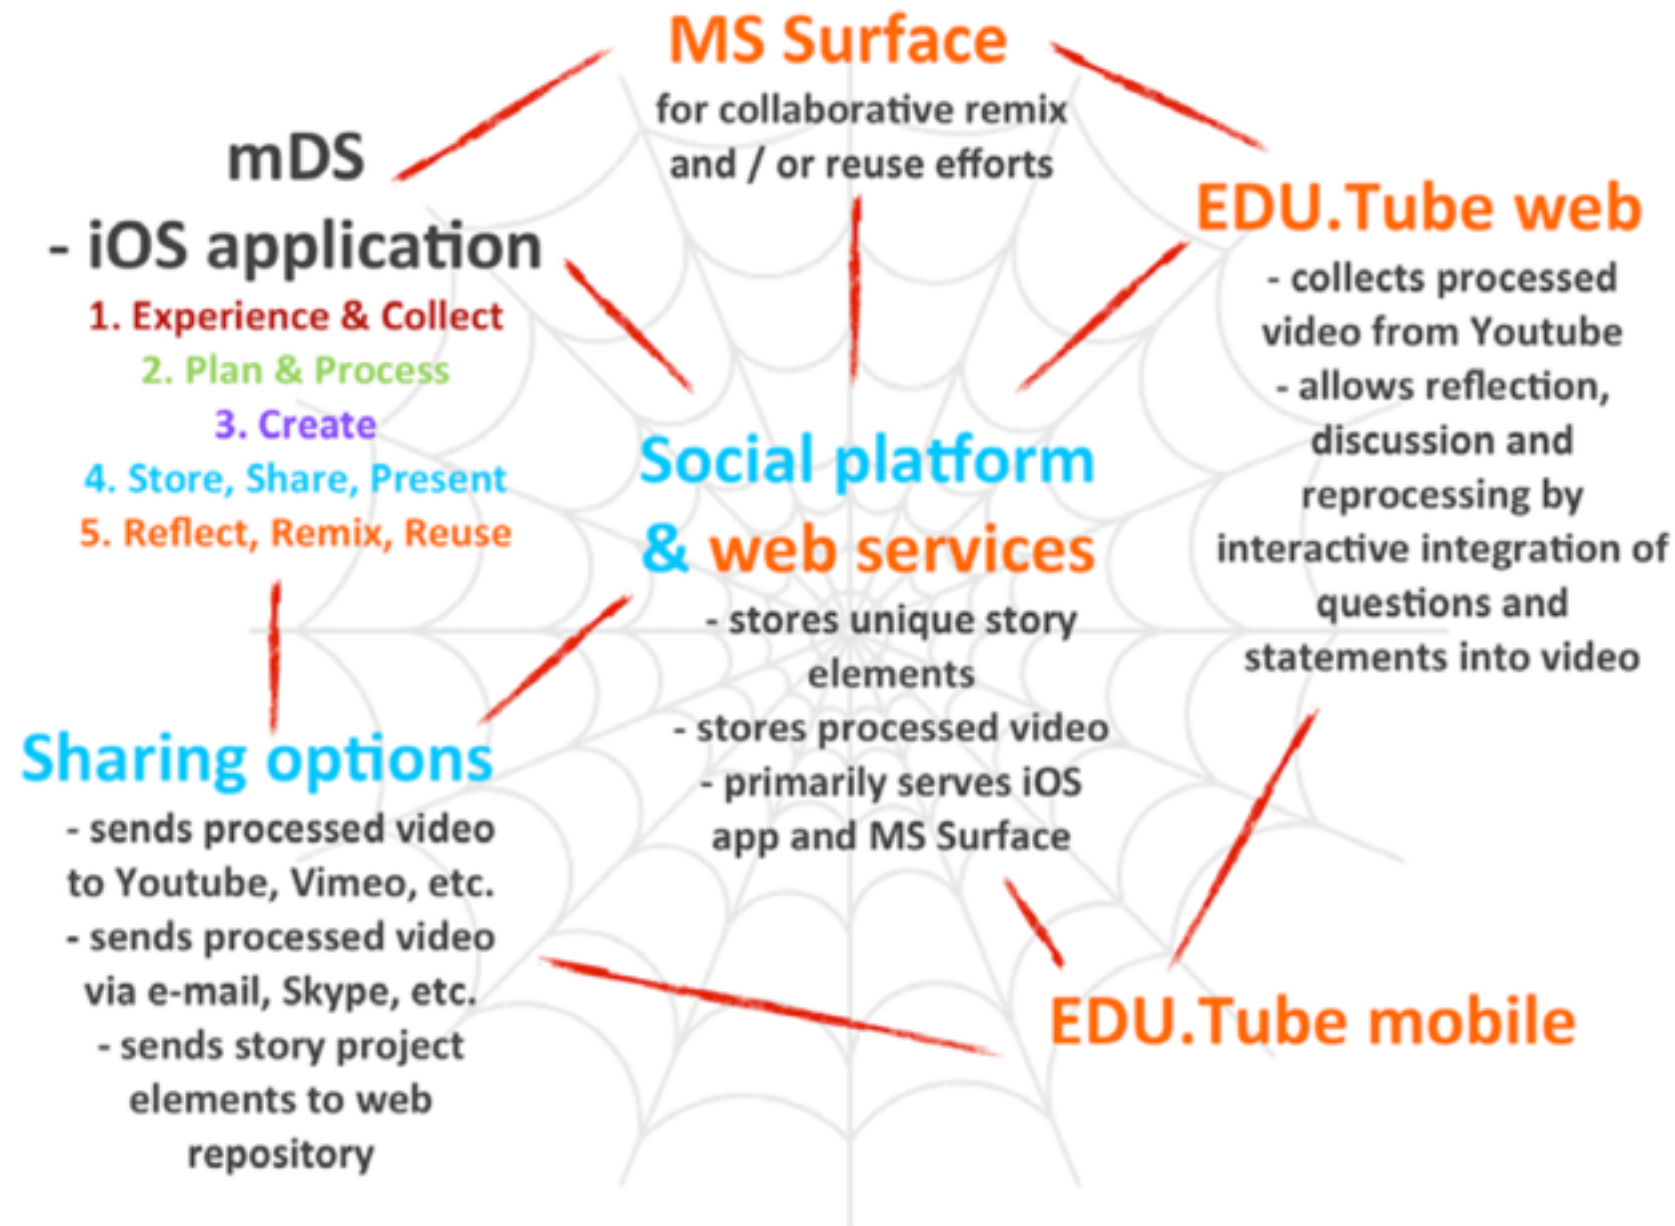 MS Surface
for collaborative remix
and / or reuse efforts
mDS
- iOS application
1. Experience & Collect
2. Plan & Process
3. Create
4. Store, Share, Present
5. Reflect, Remix, Reuse
EDU.Tube web
- collects processed
video from Youtube
- allows reflection,
discussion and
reprocessing by
interactive integration of
questions and
statements into video
Social platform
& web services
- stores unique story
elements
- stores processed video
- primarily serves iOS
app and MS Surface
Sharing options
- sends processed video
to Youtube, Vimeo, etc.
- sends processed video
via e-mail, Skype, etc.
- sends story project
elements to web
repository
EDU.Tube mobile